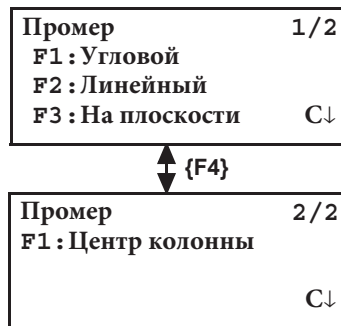 Промер 1/2
F1:Угловой
F2:Линейный
F3:На плоскости С↓
{F4}
Промер 2/2
F1:Центр колонны
С↓